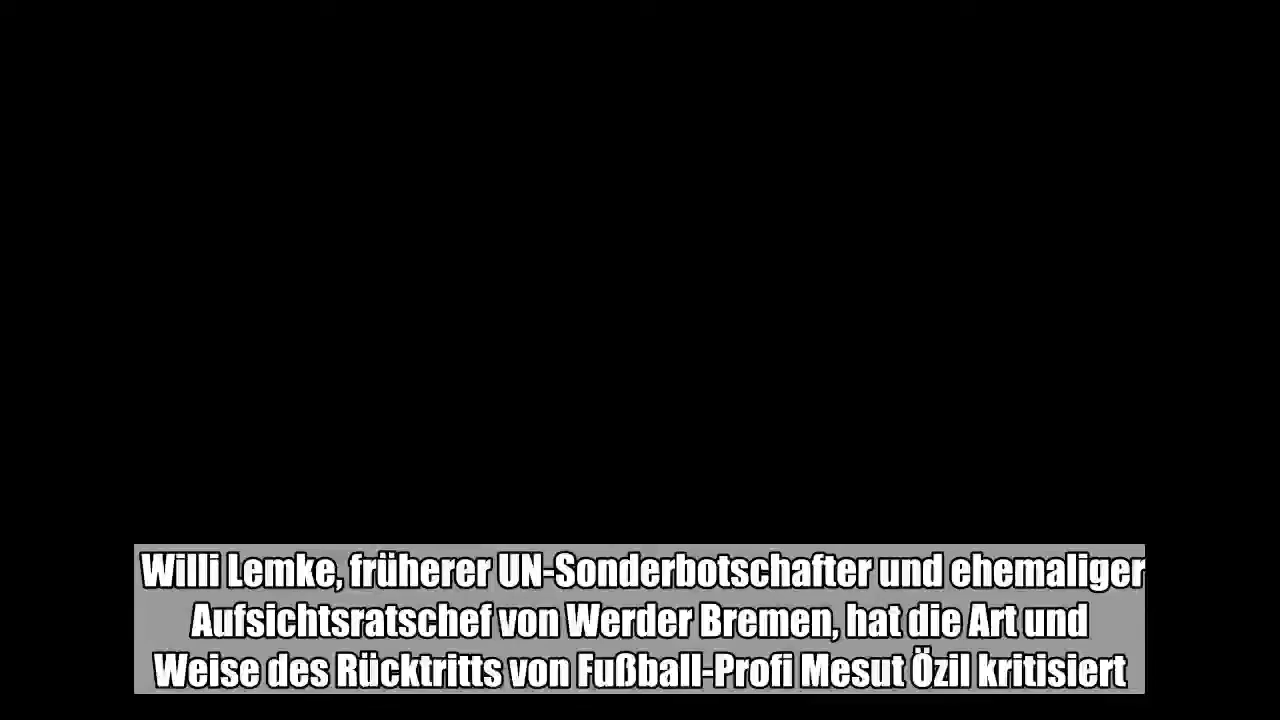 Willi Lemke, früherer UN-Sonderbotschafter und ehemaliger
Aufsichtsratschef von Werder Bremen, hat die Art und
Weise des Rücktritts von Fußball-Profi Mesut Özil kritisiert